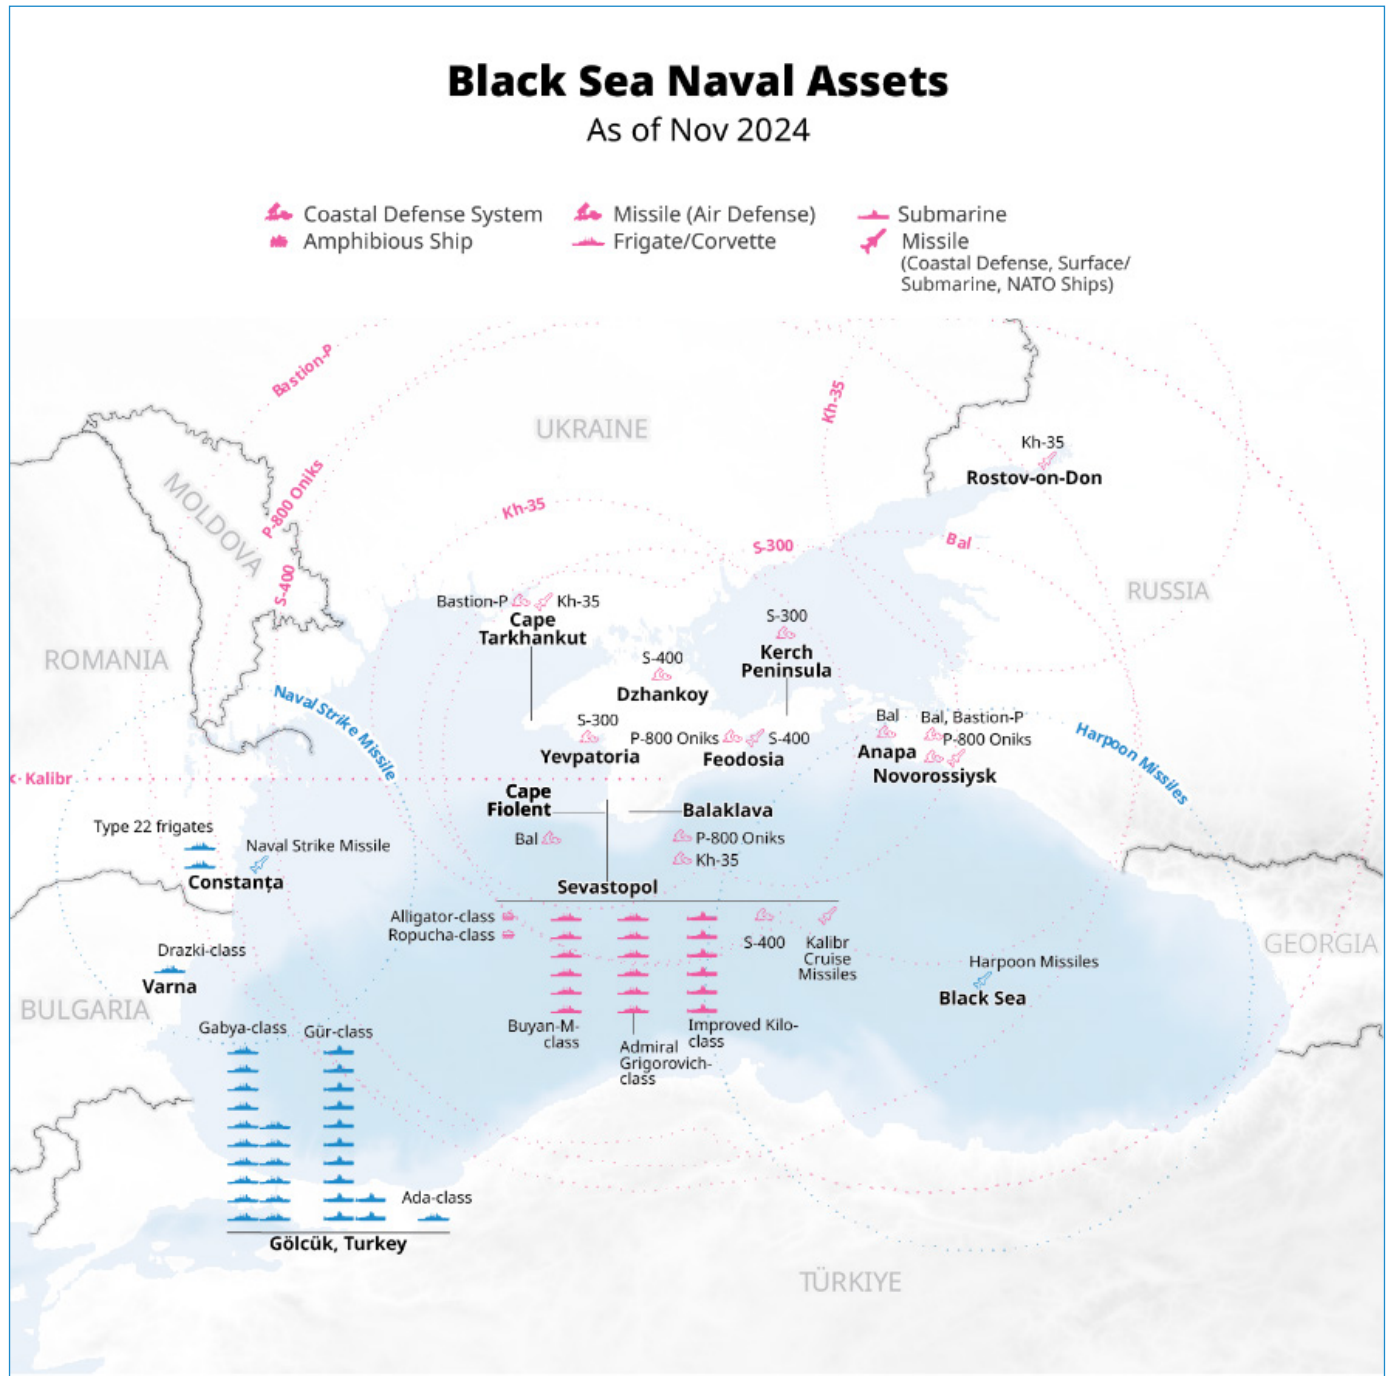 Black Sea Naval Assets
As of Nov 2024
Coastal Defense System
Missile (Air Defense)
Submarine
Amphibious Ship
Frigate/Corvette
Missile
(Coastal Defense, Surface/
Submarine, NATO Ships)
Bastion-P
Kh-35
UKRAINE
Kh-35
Rostov-on-Don
MOLDOVA
P-800 Oniks
Kh-35
S-300
Bal
S-400
RUSSIA
Bastion-P
Kh-35
Cape
Tarkhankut
S-300
Kerch
Peninsula
ROMANIA
S-400
Dzhankoy
Naval Strike Missile
S-300
Yevpatoria
P-800 Oniks
S-400
Feodosia
Bal
Anapa
Bal, Bastion-P
P-800 Oniks
Novorossiysk
Harpoon Missiles
Kalibr
Cape
Fiolent
Bal
Balaklava
P-800 Oniks
Kh-35
Type 22 frigates
Naval Strike Missile
Constanța
Sevastopol
Alligator-class
Ropucha-class
S-400
Kalibr
Cruise
Missiles
Buyan-M-
class
Admiral
Grigorovich-
class
Improved Kilo-
class
GEORGIA
Drazki-class
Varna
Harpoon Missiles
Black Sea
BULGARIA
Gabya-class
Gür-class
Ada-class
Gölcük, Turkey
TÜRKIYE